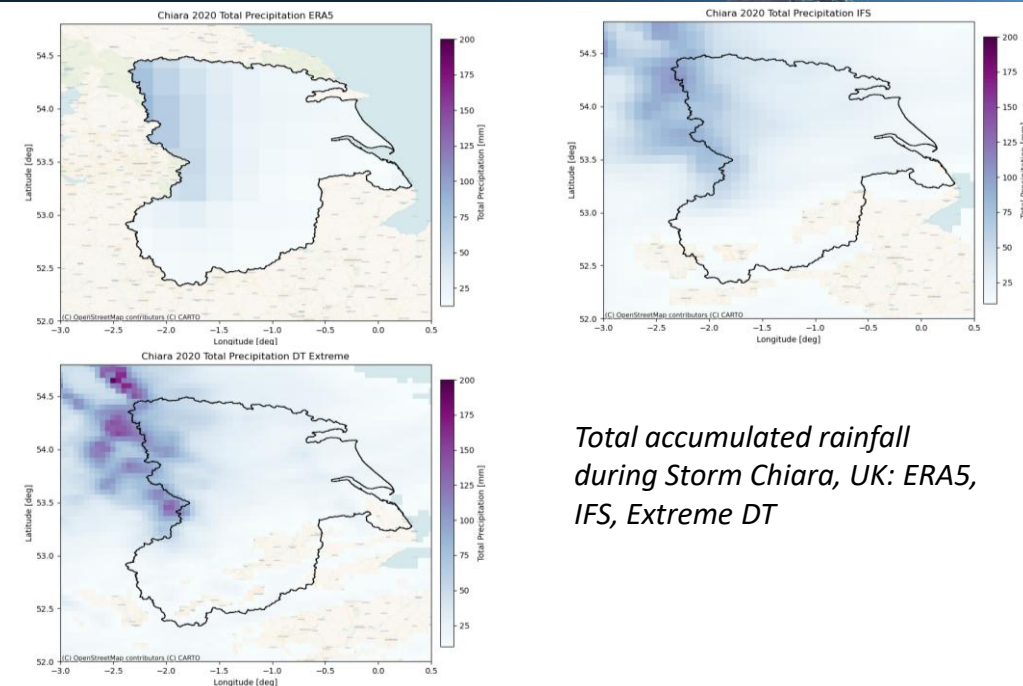 Chiara 2020 Total Precipitation ERA5
200
175
150
125
100
75
50
25
Total Precipitation [mm]
54.5
54.0
53.5
53.0
52.5
52.0
Latitude [deg]
(C) OpenStreetMap contributors (C) CARTO
−3.0 −2.5 −2.0 −1.5 −1.0 −0.5 0.0 0.5
Longitude [deg]
Chiara 2020 Total Precipitation IFS
200
175
150
125
100
75
50
25
Total Precipitation [mm]
54.5
54.0
53.5
53.0
52.5
52.0
Latitude [deg]
(C) OpenStreetMap contributors (C) CARTO
−3.0 −2.5 −2.0 −1.5 −1.0 −0.5 0.0 0.5
Longitude [deg]
Chiara 2020 Total Precipitation DT Extreme
200
175
150
125
100
75
50
25
Total Precipitation [mm]
54.5
54.0
53.5
53.0
52.5
52.0
Latitude [deg]
(C) OpenStreetMap contributors (C) CARTO
−3.0 −2.5 −2.0 −1.5 −1.0 −0.5 0.0 0.5
Longitude [deg]
Total accumulated rainfall
during Storm Chiara, UK: ERA5,
IFS, Extreme DT